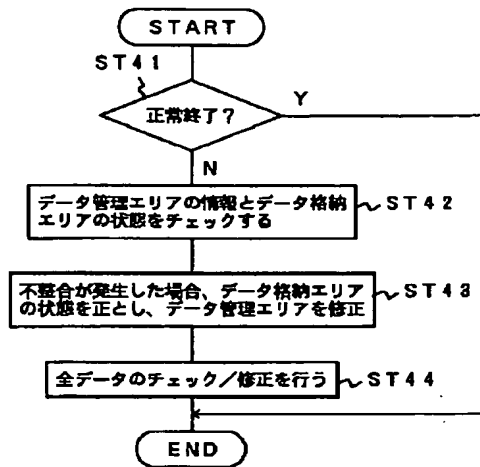 START
ST41
正常終了?
Y
N
データ管理エリアの情報とデータ格納
エリアの状態をチェックする
ST42
不整合が発生した場合、データ格納エリア
の状態を正とし、データ管理エリアを修正
ST43
全データのチェック/修正を行う
ST44
END